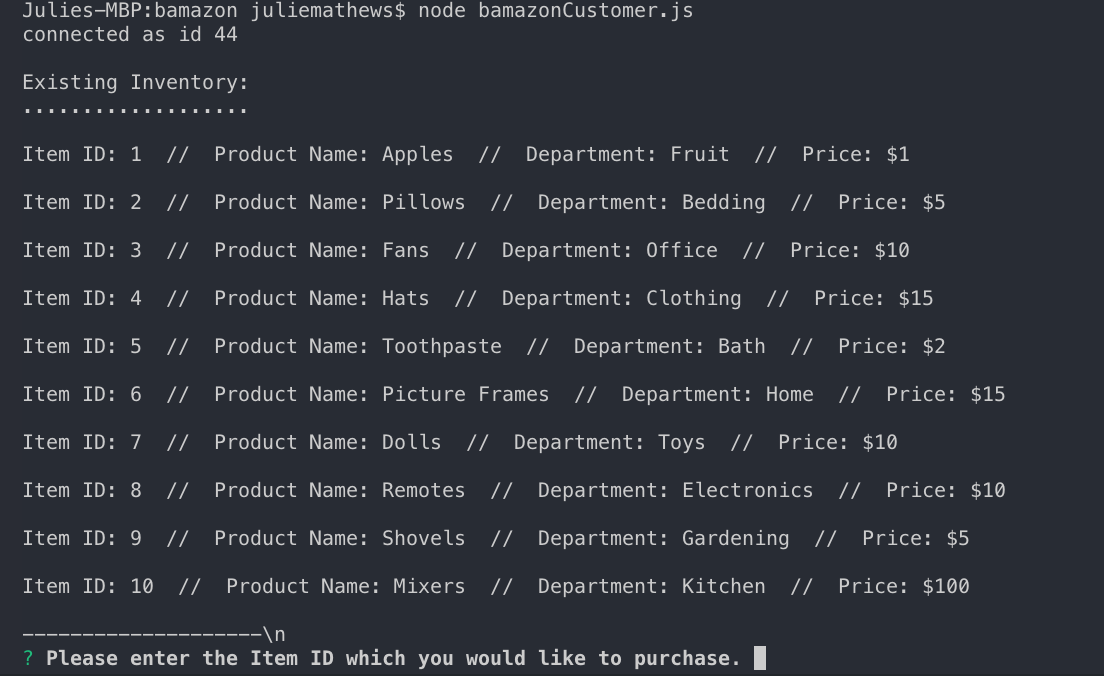 Julies-MBP:bamazon juliemathews$ node bamazonCustomer.js
connected as id 44
Existing Inventory:
...................
Item ID: 1  //  Product Name: Apples  //  Department: Fruit  //  Price: $1
Item ID: 2  //  Product Name: Pillows  //  Department: Bedding  //  Price: $5
Item ID: 3  //  Product Name: Fans  //  Department: Office  //  Price: $10
Item ID: 4  //  Product Name: Hats  //  Department: Clothing  //  Price: $15
Item ID: 5  //  Product Name: Toothpaste  //  Department: Bath  //  Price: $2
Item ID: 6  //  Product Name: Picture Frames  //  Department: Home  //  Price: $15
Item ID: 7  //  Product Name: Dolls  //  Department: Toys  //  Price: $10
Item ID: 8  //  Product Name: Remotes  //  Department: Electronics  //  Price: $10
Item ID: 9  //  Product Name: Shovels  //  Department: Gardening  //  Price: $5
Item ID: 10  //  Product Name: Mixers  //  Department: Kitchen  //  Price: $100
--------------------\n
? Please enter the Item ID which you would like to purchase.